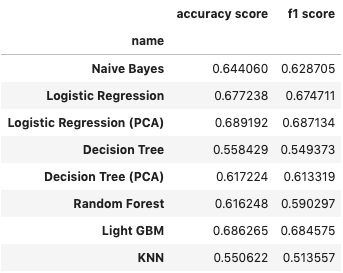 accuracy score f1 score
name
Naive Bayes 0.644060 0.628705
Logistic Regression 0.677238 0.674711
Logistic Regression (PCA) 0.689192 0.687134
Decision Tree 0.558429 0.549373
Decision Tree (PCA) 0.617224 0.613319
Random Forest 0.616248 0.590297
Light GBM 0.686265 0.684575
KNN 0.550622 0.513557